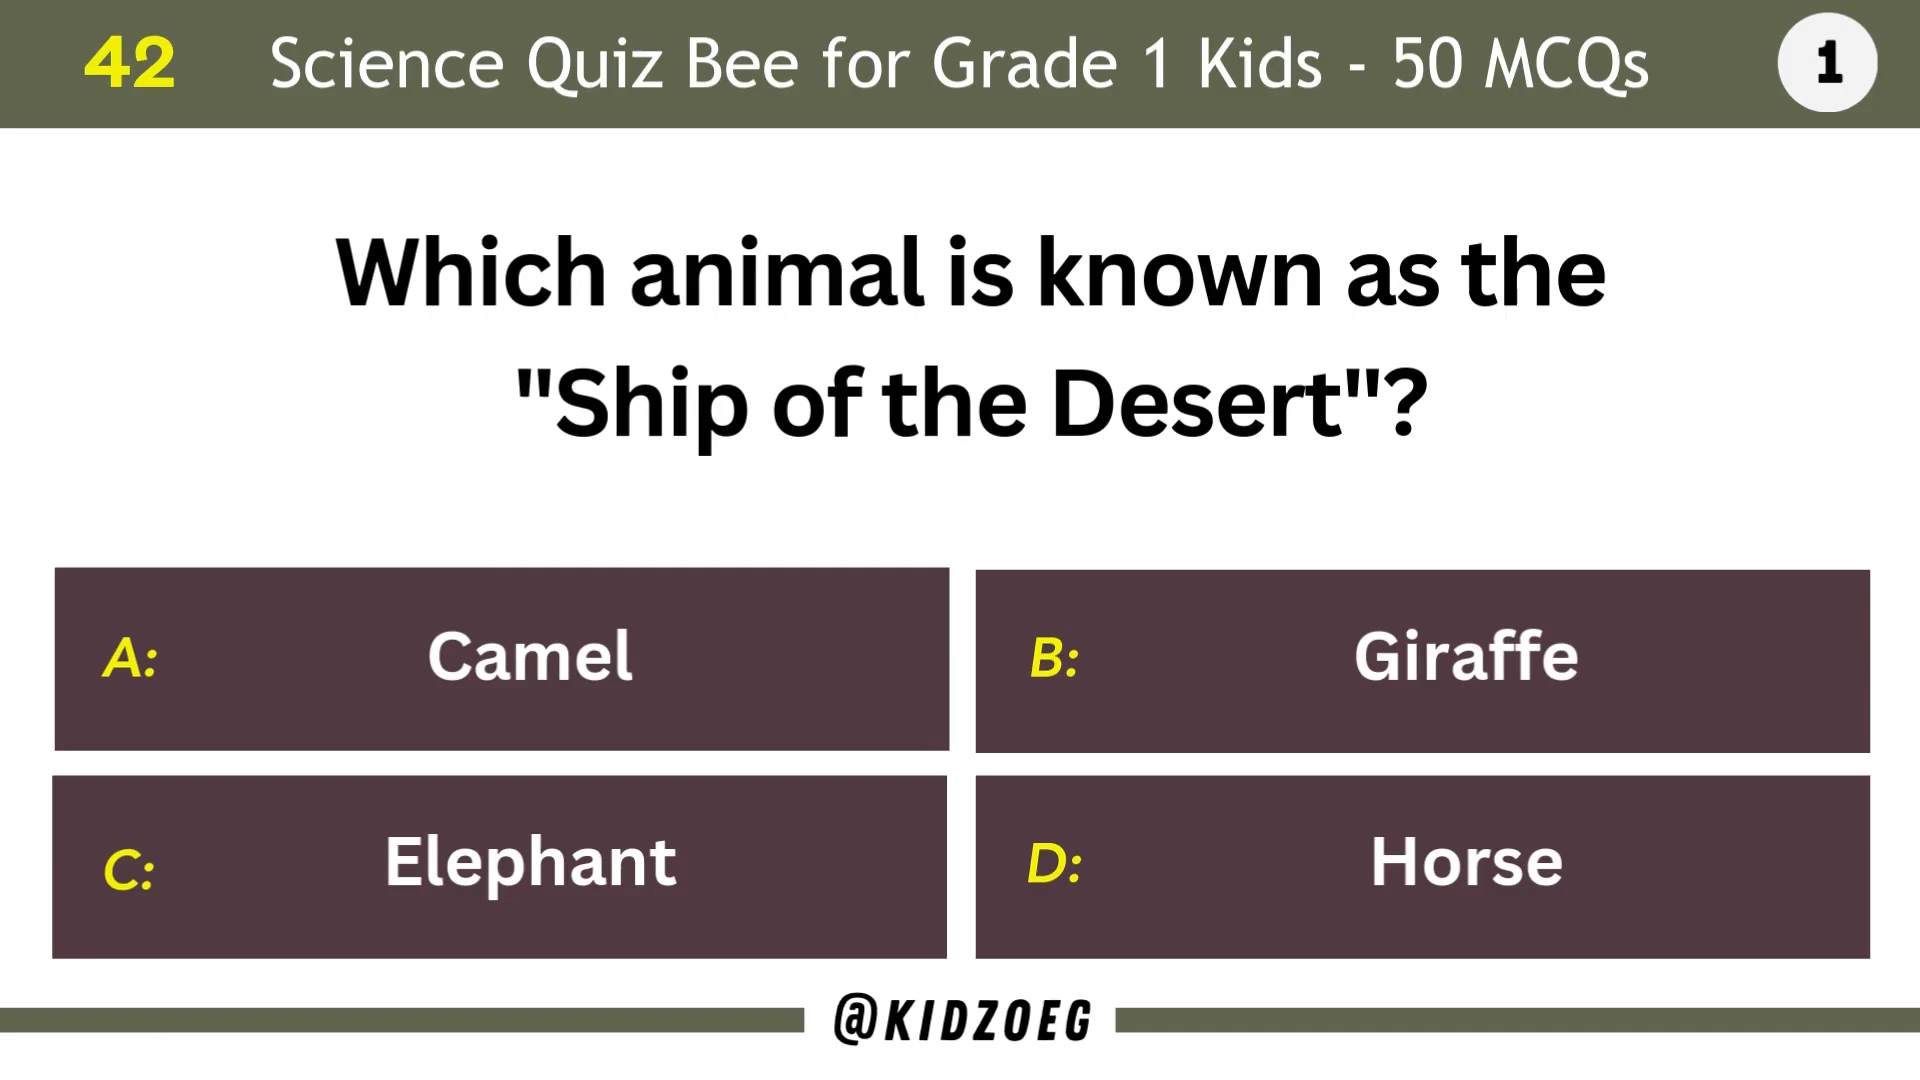 42 Science Quiz Bee for Grade 1 Kids - 50 MCQs 1
Which animal is known as the
"Ship of the Desert"?
A: Camel
B: Giraffe
C: Elephant
D: Horse
@KIDZOEG